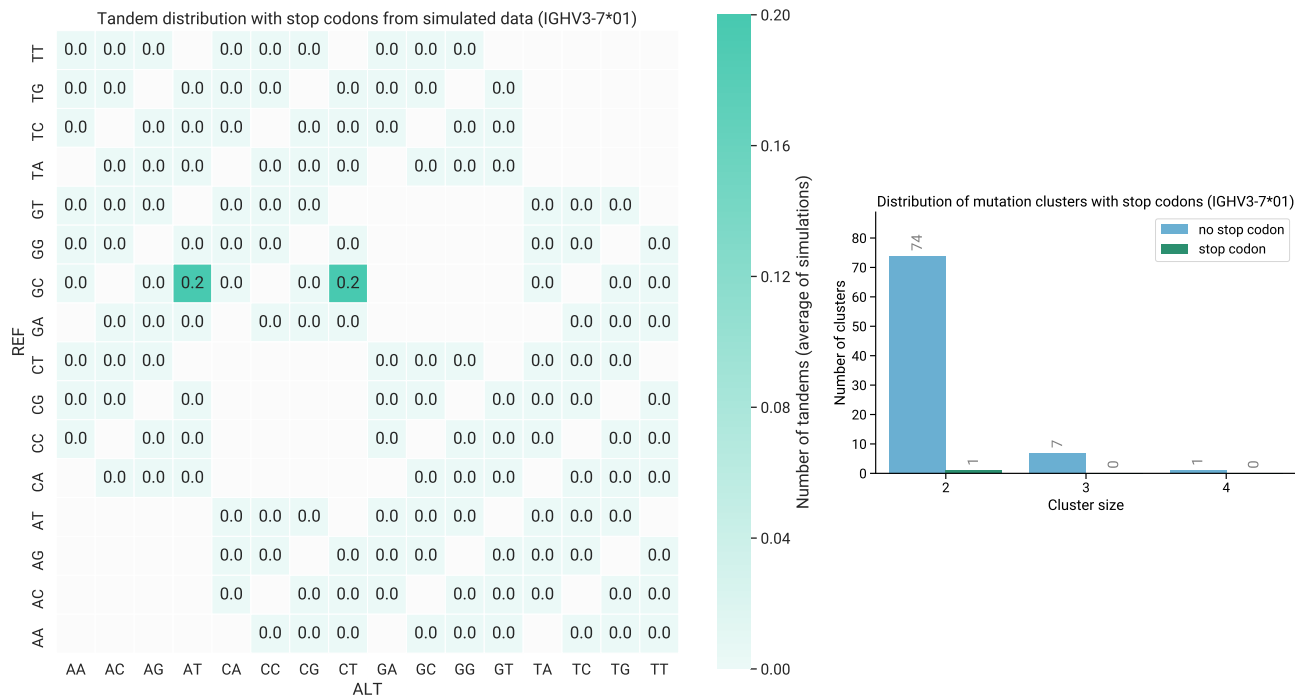 Tandem distribution with stop codons from simulated data (IGHV3-7*01)
TT 0.0 0.0 0.0 0.0 0.0 0.0 0.0 0.0 0.0
TG 0.0 0.0 0.0 0.0 0.0 0.0 0.0 0.0 0.0
TC 0.0 0.0 0.0 0.0 0.0 0.0 0.0 0.0 0.0
TA 0.0 0.0 0.0 0.0 0.0 0.0 0.0 0.0 0.0
GT 0.0 0.0 0.0 0.0 0.0 0.0 0.0 0.0 0.0
GG 0.0 0.0 0.0 0.0 0.0 0.0 0.0 0.0 0.0
GC 0.0 0.0 0.2 0.0 0.0 0.2 0.0 0.0 0.0
GA 0.0 0.0 0.0 0.0 0.0 0.0 0.0 0.0 0.0
CT 0.0 0.0 0.0 0.0 0.0 0.0 0.0 0.0 0.0
CG 0.0 0.0 0.0 0.0 0.0 0.0 0.0 0.0 0.0
CC 0.0 0.0 0.0 0.0 0.0 0.0 0.0 0.0 0.0
CA 0.0 0.0 0.0 0.0 0.0 0.0 0.0 0.0 0.0
AT 0.0 0.0 0.0 0.0 0.0 0.0 0.0 0.0 0.0
AG 0.0 0.0 0.0 0.0 0.0 0.0 0.0 0.0 0.0
AC 0.0 0.0 0.0 0.0 0.0 0.0 0.0 0.0 0.0
AA 0.0 0.0 0.0 0.0 0.0 0.0 0.0 0.0 0.0
REF
AA AC AG AT CA CC CG CT GA GC GG GT TA TC TG TT
ALT
0.20
0.16
0.12
0.08
0.04
0.00
Number of tandems (average of simulations)
Distribution of mutation clusters with stop codons (IGHV3-7*01)
no stop codon
stop codon
80
70
60
50
40
30
20
10
0
Number of clusters
74
1
7
0
1
0
2 3 4
Cluster size